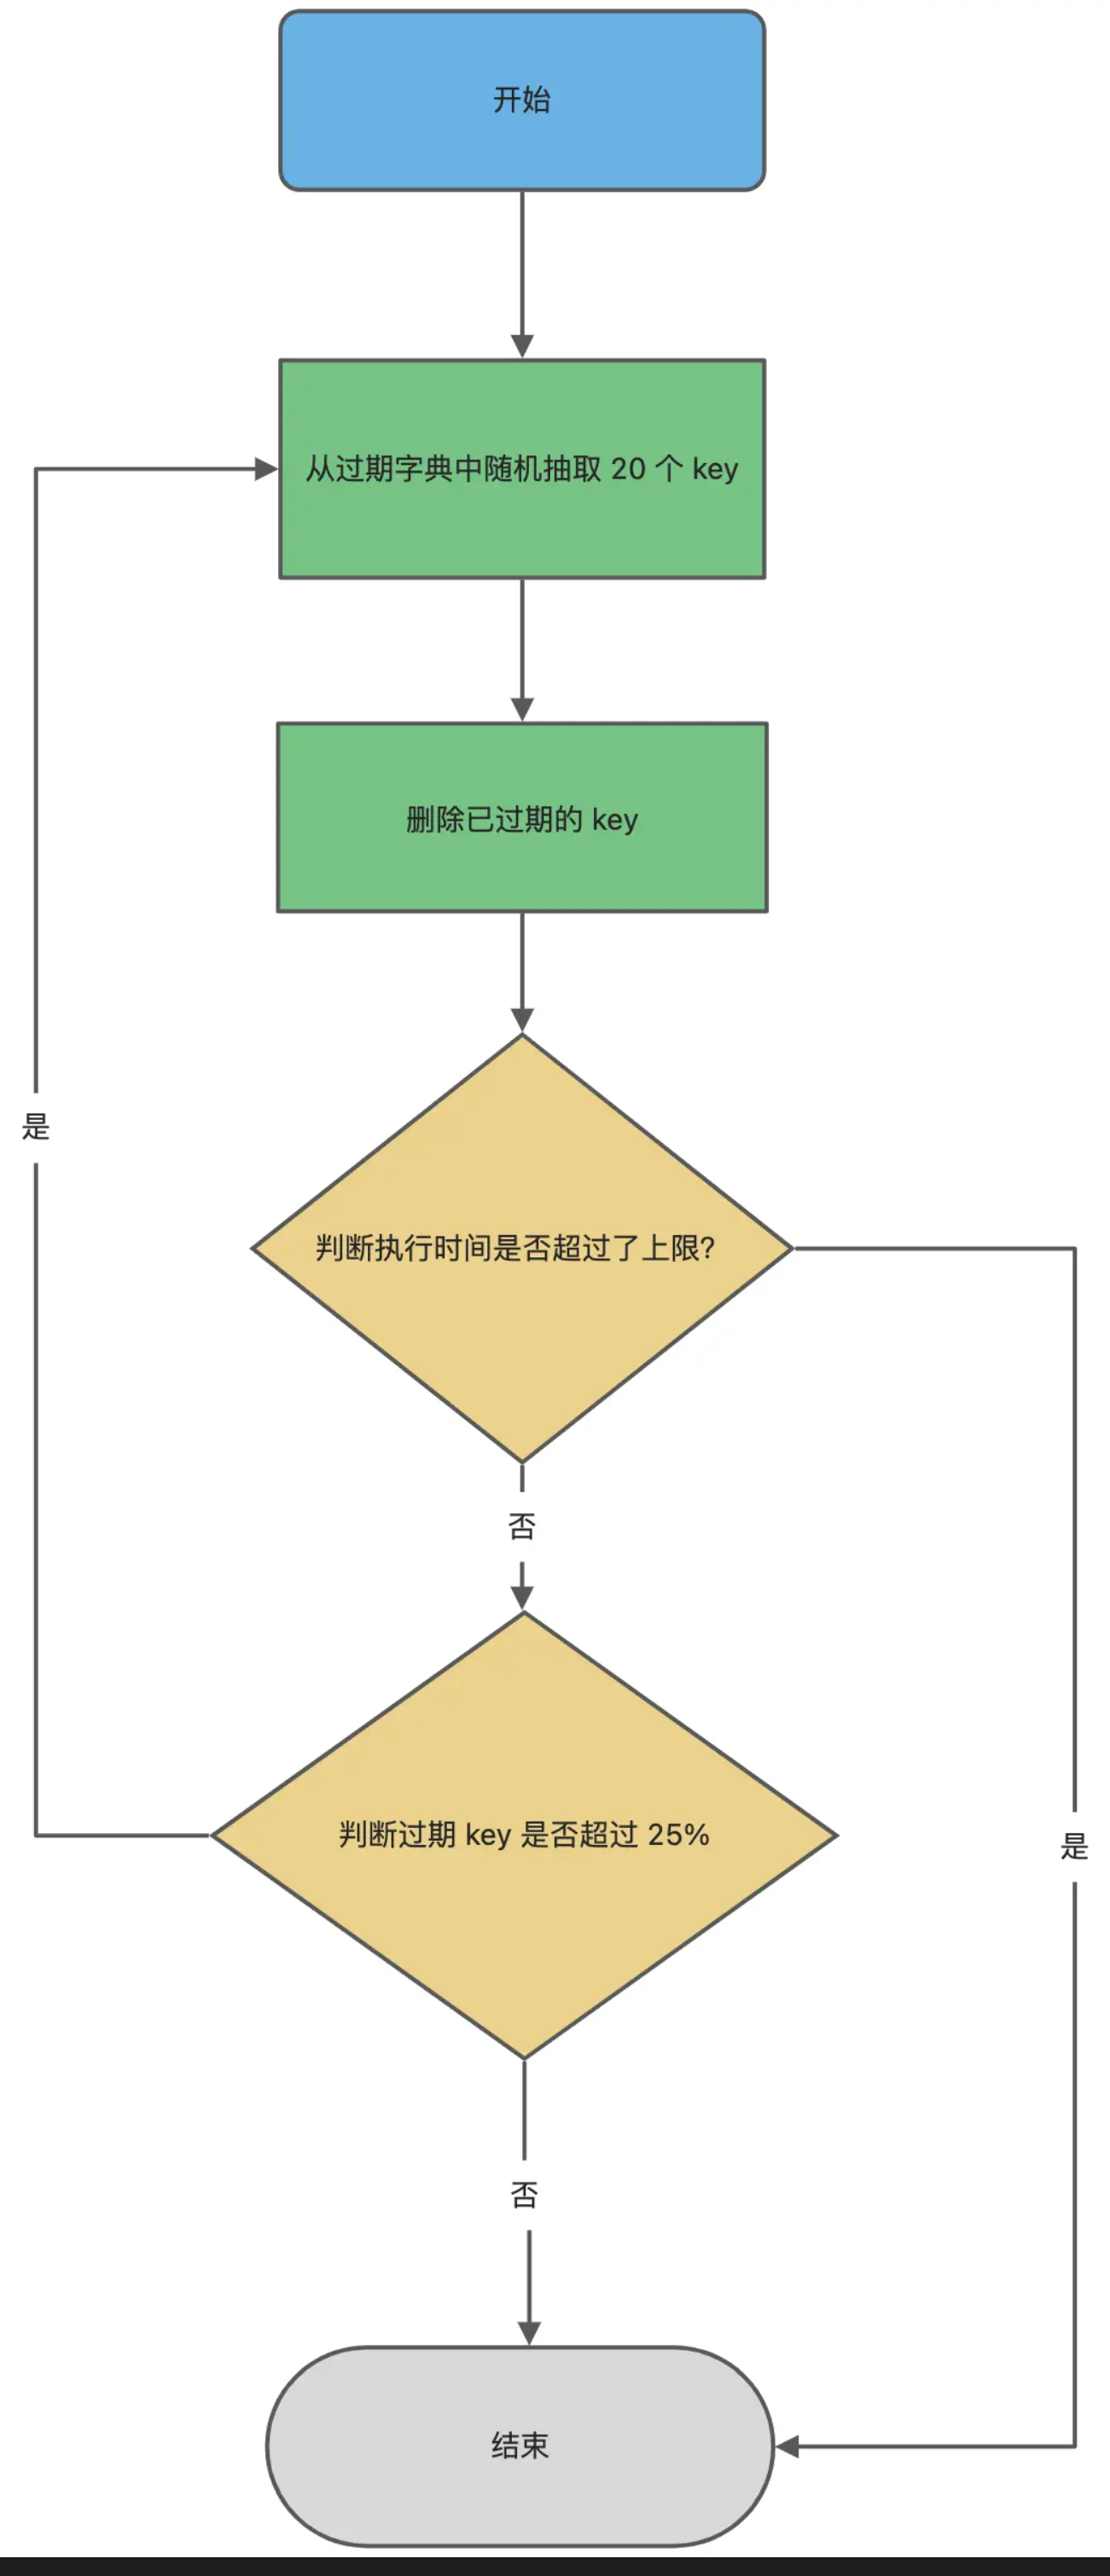 开始
从过期字典中随机抽取 20 个 key
删除已过期的 key
是
判断执行时间是否超过了上限?
否
判断过期 key 是否超过 25%
是
否
结束